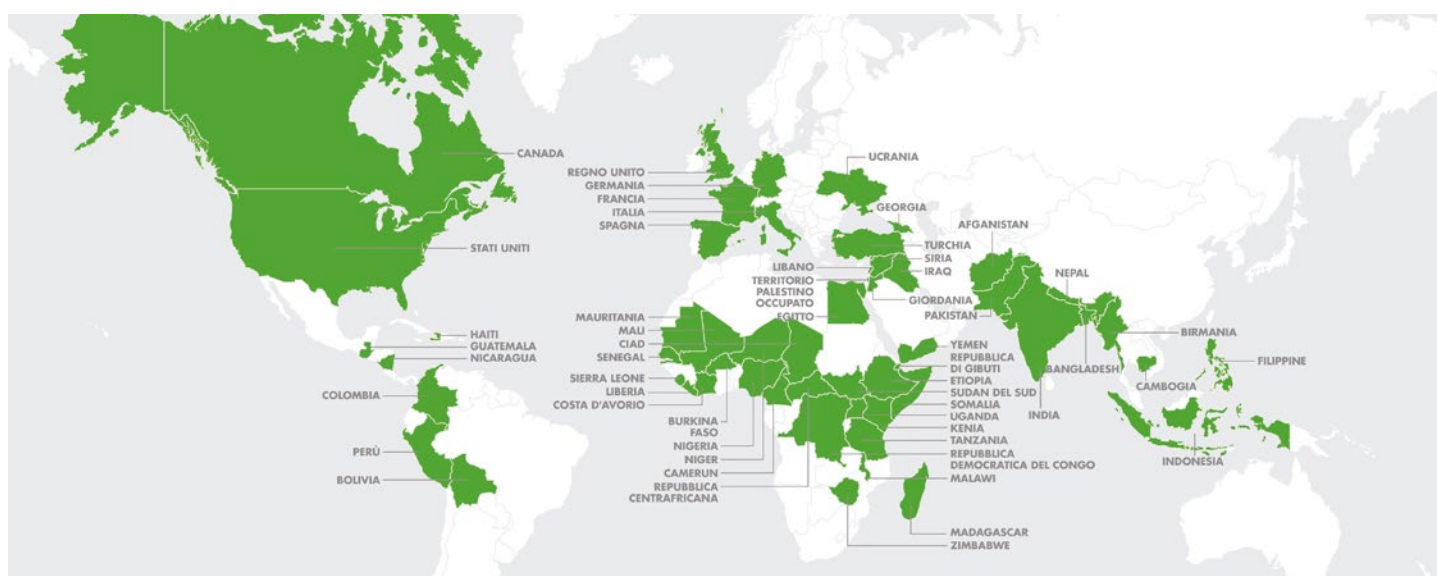 CANADA
STATI UNITI
HAITI
GUATEMALA
NICARAGUA
COLOMBIA
PERÙ
BOLIVIA
REGNO UNITO
GERMANIA
FRANCIA
ITALIA
SPAGNA
UCRANIA
GEORGIA
TURCHIA
SIRIA
IRAQ
LIBANO
TERRITORIO
PALESTINO
OCCUPATO
EGITTO
GIORDANIA
MAURITANIA
MALI
CIAD
SENEGAL
SIERRA LEONE
LIBERIA
COSTA D'AVORIO
BURKINA
FASO
NIGERIA
NIGER
CAMERUN
REPUBBLICA
CENTRAFRICANA
YEMEN
REPUBBLICA
DI GIBUTI
ETIOPIA
SUDAN DEL SUD
SOMALIA
UGANDA
KENIA
TANZANIA
REPUBBLICA
DEMOCRATICA DEL CONGO
MALAWI
MADAGASCAR
ZIMBABWE
AFGANISTAN
NEPAL
PAKISTAN
BIRMANIA
BANGLADESH
INDIA
CAMBOGIA
FILIPPINE
INDONESIA